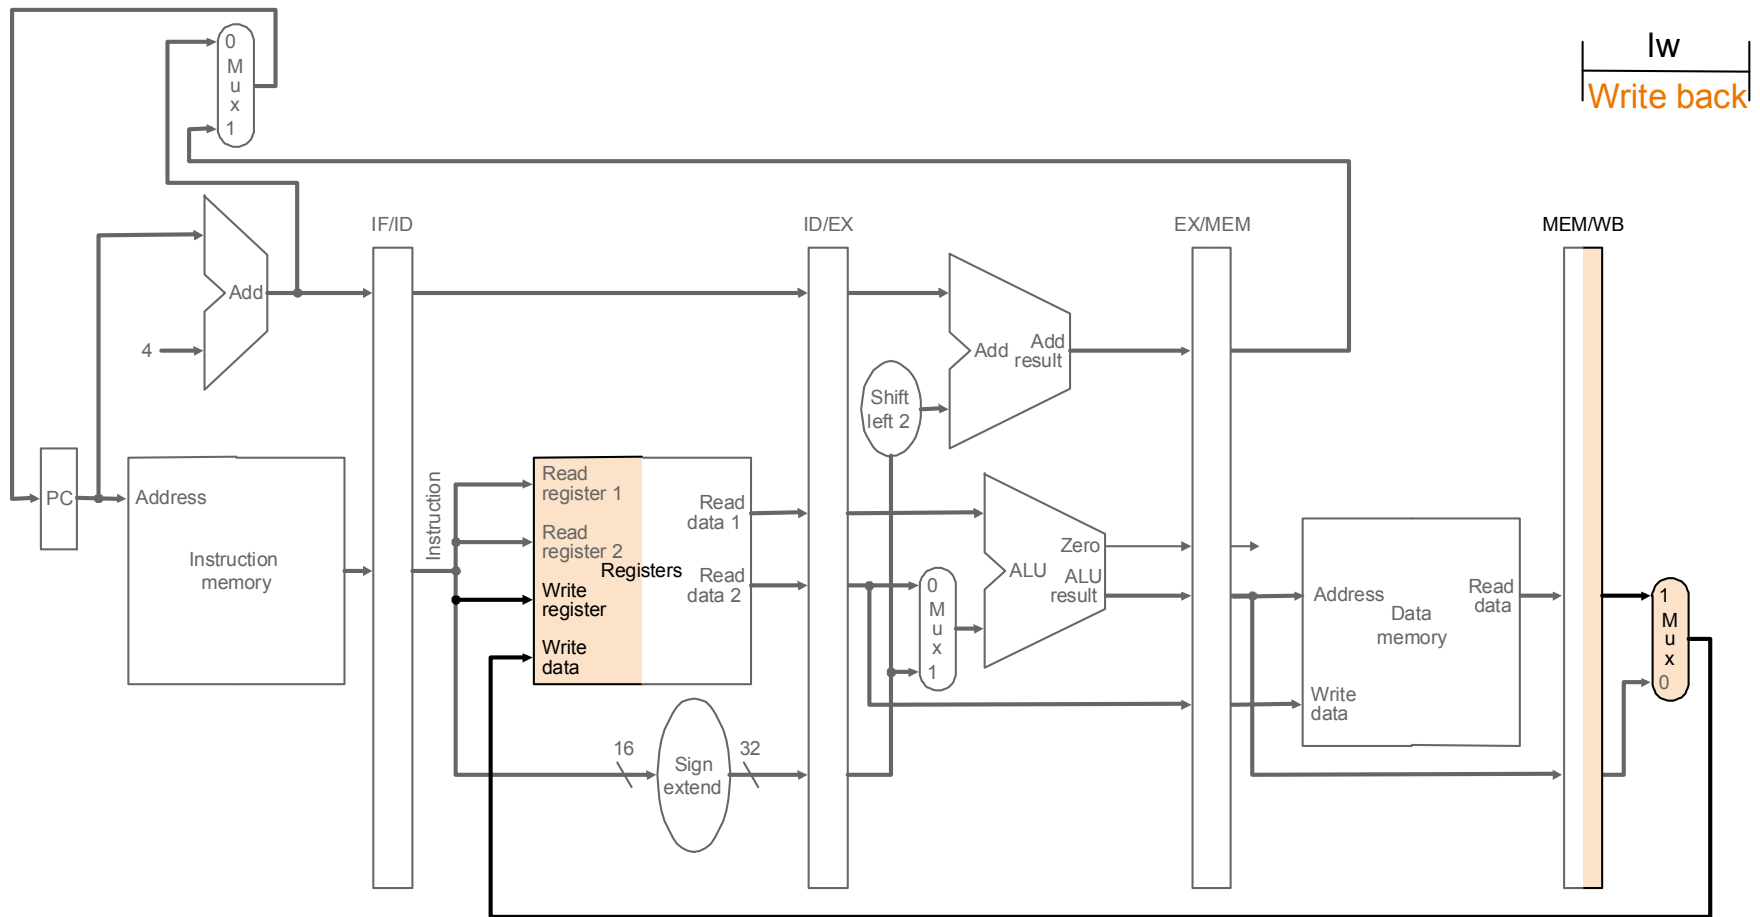 lw
Write back
0
M
u
x
1
IF/ID
ID/EX
EX/MEM
MEM/WB
Add
4
Add
Add
result
Shift
left 2
PC
Address
Instruction
memory
Instruction
Read
register 1
Read
register 2
Registers
Write
register
Write
data
Read
data 1
Read
data 2
0
M
u
x
1
Zero
ALU
ALU
result
Address
Data
memory
Read
data
Write
data
1
M
u
x
0
16
Sign
extend
32